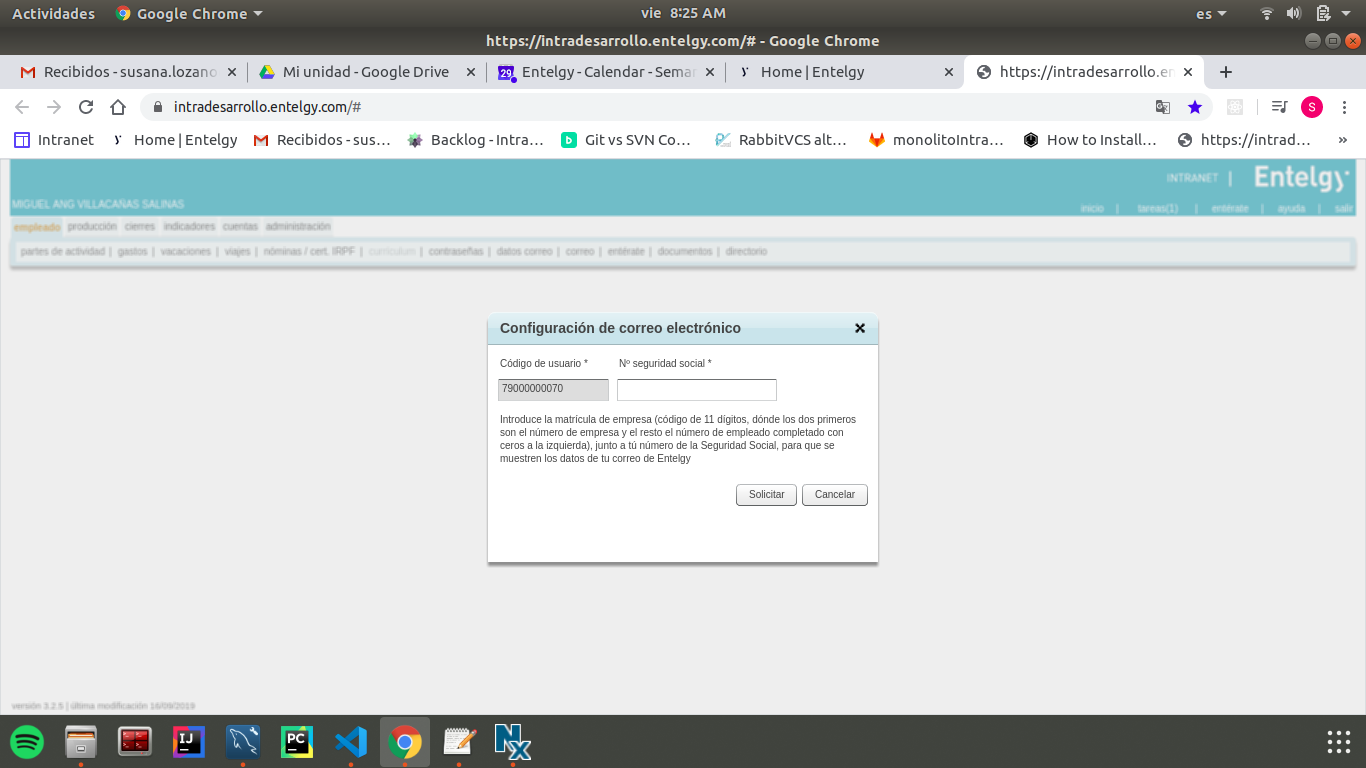 Actividades Google Chrome vie 8:25 AM es
https://intradesarrollo.entelgy.com/# - Google Chrome
Recibidos - susana.lozano Mi unidad - Google Drive 29 Entelgy - Calendar - Semar Home | Entelgy https://intradesarrollo.en
intradesarrollo.entelgy.com/# S
Intranet Home | Entelgy Recibidos - sus... Backlog - Intra... Git vs SVN Co... RabbitVCS alt... monolitoIntra... How to Install... https://intrad... »
INTRANET | Entelgy
MIGUEL ANG VILLACAÑAS SALINAS
inicio | tareas(1) | entérate | ayuda | salir
empleado producción cierres indicadores cuentas administración
partes de actividad | gastos | vacaciones | viajes | nóminas / cert. IRPF | curriculum | contraseñas | datos correo | correo | entérate | documentos | directorio
Configuración de correo electrónico
Código de usuario * Nº seguridad social *
79000000070
Introduce la matrícula de empresa (código de 11 dígitos, dónde los dos primeros
son el número de empresa y el resto el número de empleado completado con
ceros a la izquierda), junto a tú número de la Seguridad Social, para que se
muestren los datos de tu correo de Entelgy
Solicitar Cancelar
versión 3.2.5 | última modificación 16/09/2019
IJ PC NX